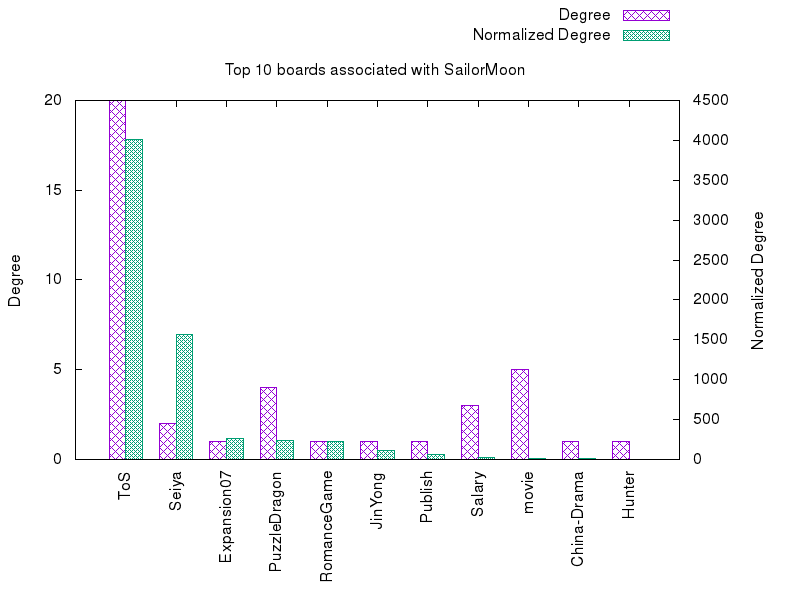 Degree
Normalized Degree
Top 10 boards associated with SailorMoon
20
15
10
5
0
Degree
4500
4000
3500
3000
2500
2000
1500
1000
500
0
Normalized Degree
ToS
Seiya
Expansion07
PuzzleDragon
RomanceGame
JinYong
Publish
Salary
movie
China-Drama
Hunter